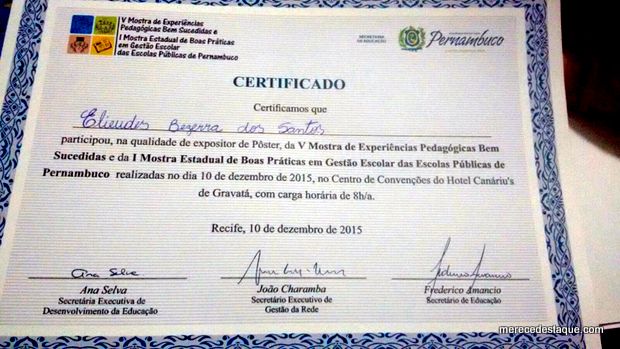 V Mostra de Experiências
Pedagógicas Bem Sucedidas e
I Mostra Estadual de Boas Práticas
em Gestão Escolar
das Escolas Públicas de Pernambuco
SECRETARIA
DE EDUCAÇÃO
Pernambuco
CERTIFICADO
Certificamos que
Elieudes Bezerra dos Santos
participou, na qualidade de expositor de Pôster, da V Mostra de Experiências Pedagógicas Bem
Sucedidas e da I Mostra Estadual de Boas Práticas em Gestão Escolar das Escolas Públicas de
Pernambuco realizadas no dia 10 de dezembro de 2015, no Centro de Convenções do Hotel Canáriu's
de Gravatá, com carga horária de 8h/a.
Recife, 10 de dezembro de 2015
Ana Selva
Ana Selva
Secretária Executiva de
Desenvolvimento da Educação
João Charamba
Secretário Executivo de
Gestão da Rede
Frederico Amancio
Secretário de Educação
merecedestaque.com